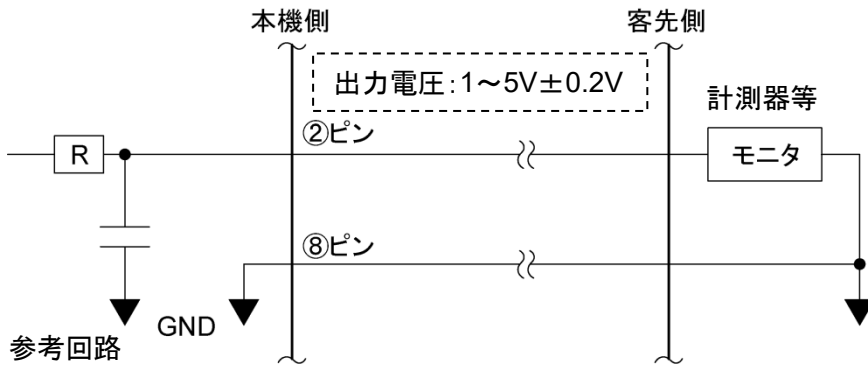 本機側
客先側
出力電圧：1～5V±0.2V
計測器等
②ピン
R
モニタ
⑧ピン
GND
参考回路